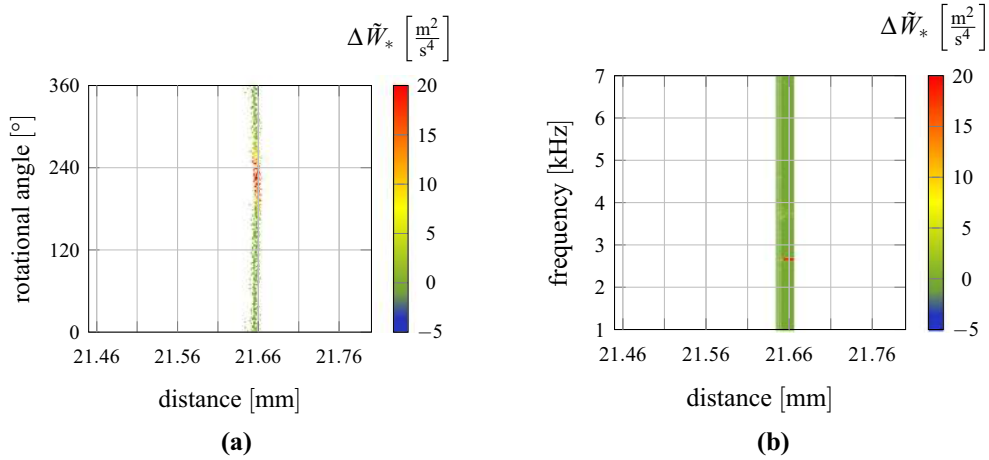 ΔW̃* [m²/s⁴]
360
240
120
0
rotational angle [°]
20
15
10
5
0
−5
21.46 21.56 21.66 21.76
distance [mm]
(a)
ΔW̃* [m²/s⁴]
7
6
5
4
3
2
1
frequency [kHz]
20
15
10
5
0
−5
21.46 21.56 21.66 21.76
distance [mm]
(b)